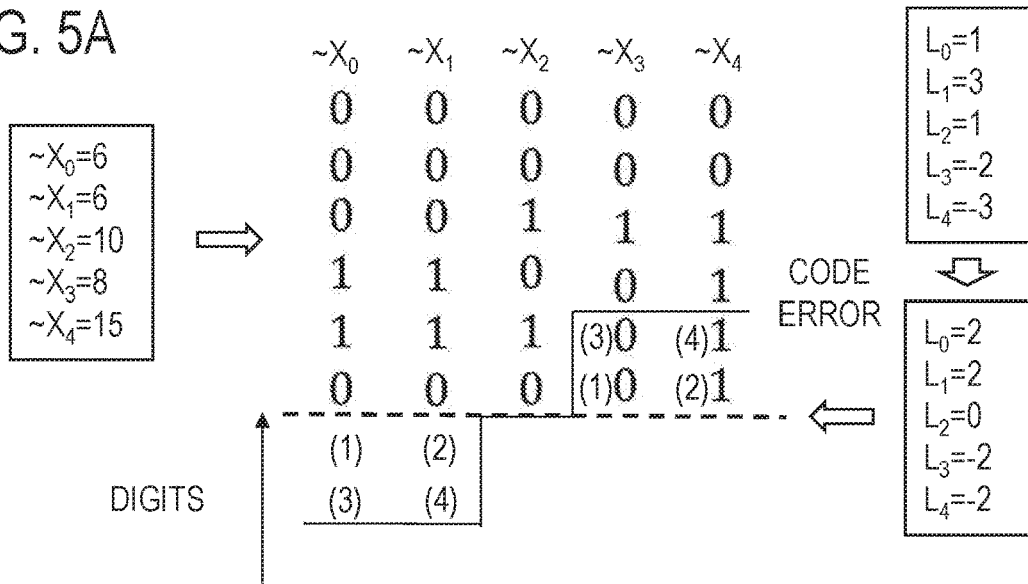 G. 5A
~X₀=6
~X₁=6
~X₂=10
~X₃=8
~X₄=15
~X₀ ~X₁ ~X₂ ~X₃ ~X₄
0 0 0 0 0
0 0 0 0 0
0 0 1 1 1
1 1 0 0 1
1 1 1 (3)0 (4)1
0 0 0 (1)0 (2)1
(1) (2)
(3) (4)
DIGITS
CODE
ERROR
L₀=1
L₁=3
L₂=1
L₃=-2
L₄=-3
L₀=2
L₁=2
L₂=0
L₃=-2
L₄=-2